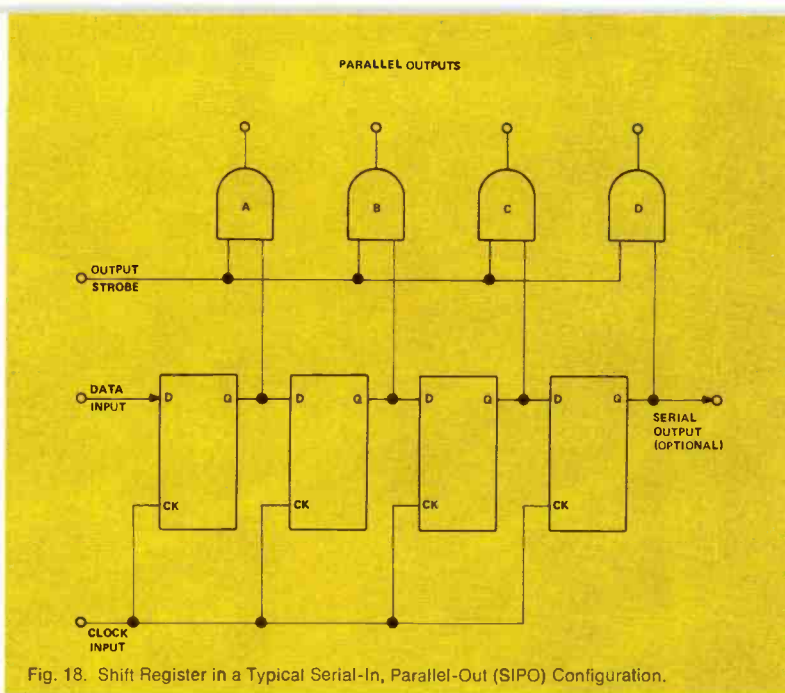 PARALLEL OUTPUTS
A
B
C
D
OUTPUT
STROBE
DATA
INPUT
D
Q
D
Q
D
Q
D
Q
SERIAL
OUTPUT
(OPTIONAL)
CK
CK
CK
CK
CLOCK
INPUT
Fig. 18. Shift Register in a Typical Serial-In, Parallel-Out (SIPO) Configuration.